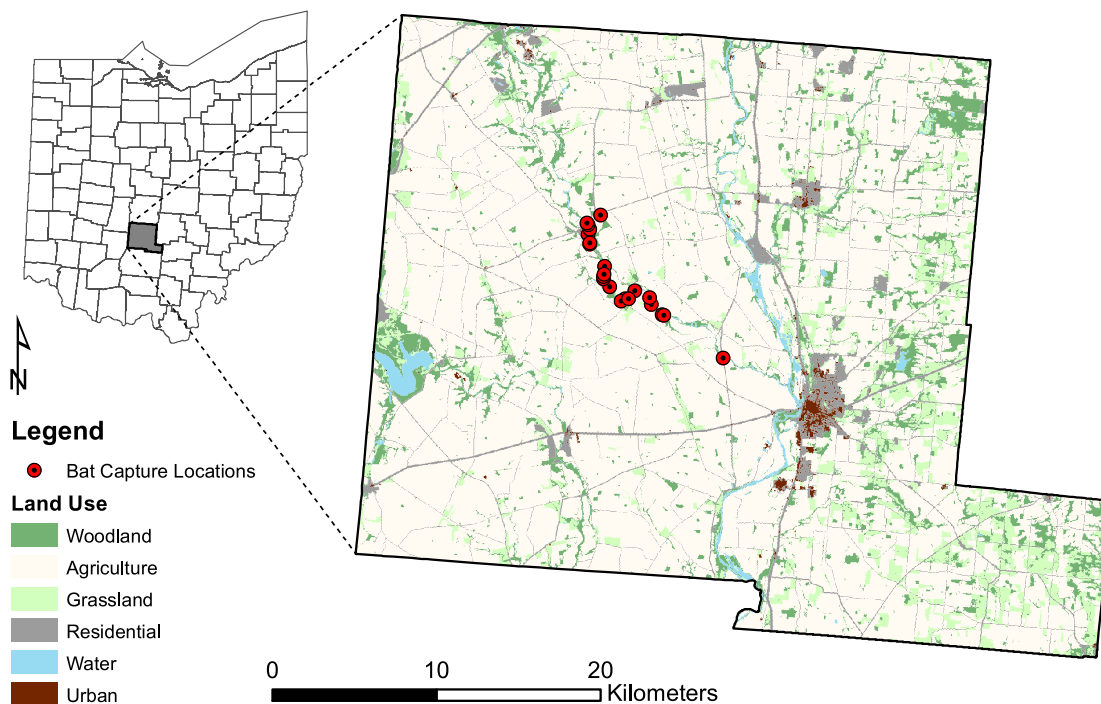 N
Legend
Bat Capture Locations
Land Use
Woodland
Agriculture
Grassland
Residential
Water
Urban
0 10 20
Kilometers